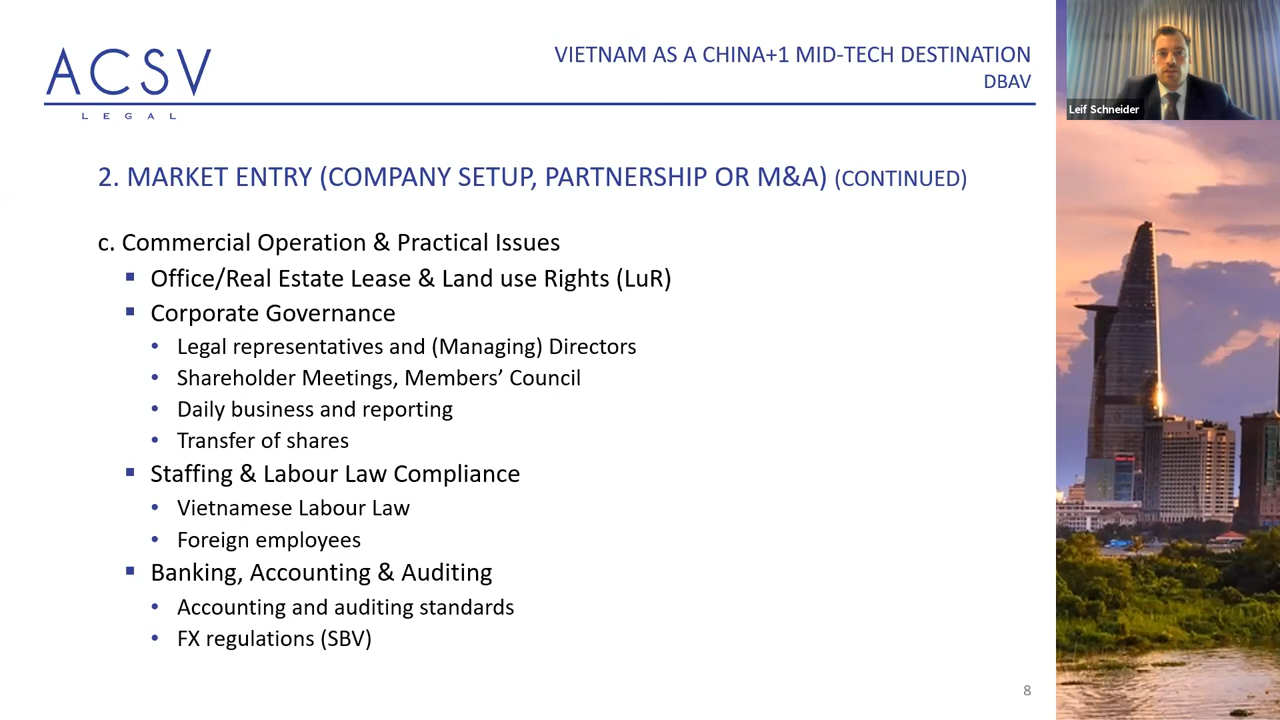 ACSV
LEGAL
VIETNAM AS A CHINA+1 MID-TECH DESTINATION
DBAV
Leif Schneider
2. MARKET ENTRY (COMPANY SETUP, PARTNERSHIP OR M&A) (CONTINUED)
c. Commercial Operation & Practical Issues
▪ Office/Real Estate Lease & Land use Rights (LuR)
▪ Corporate Governance
• Legal representatives and (Managing) Directors
• Shareholder Meetings, Members’ Council
• Daily business and reporting
• Transfer of shares
▪ Staffing & Labour Law Compliance
• Vietnamese Labour Law
• Foreign employees
▪ Banking, Accounting & Auditing
• Accounting and auditing standards
• FX regulations (SBV)
8